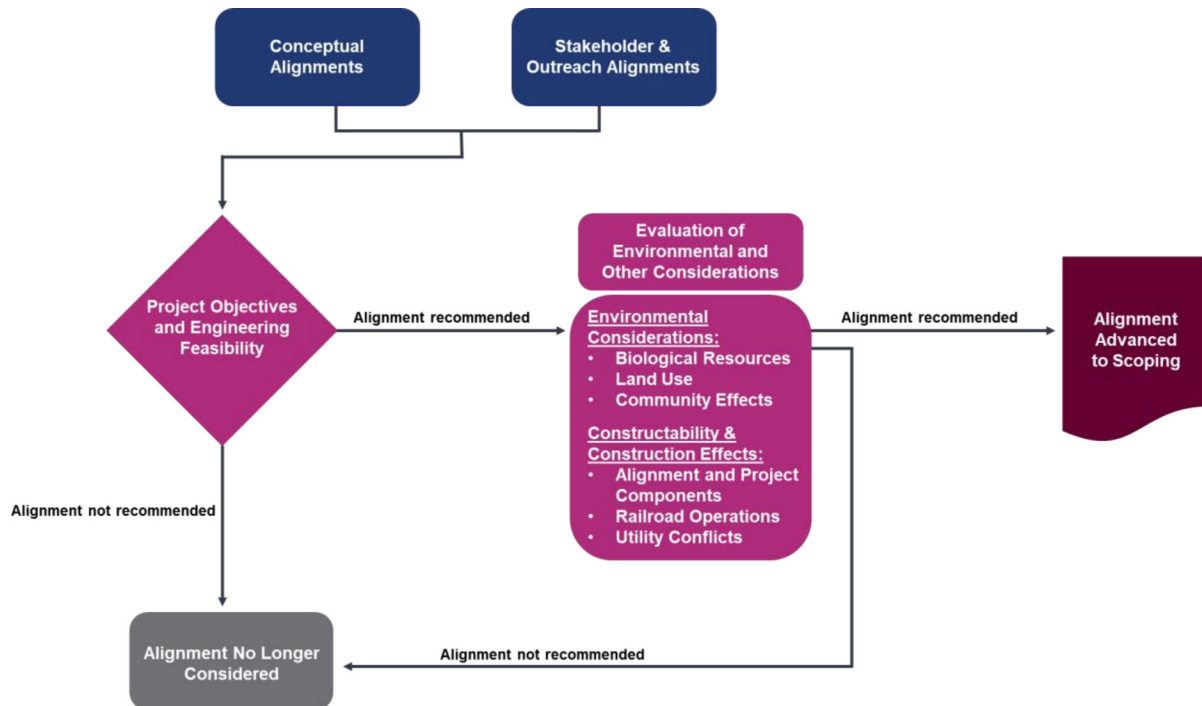 Conceptual
Alignments
Stakeholder &
Outreach Alignments
Project Objectives
and Engineering
Feasibility
Alignment recommended
Evaluation of
Environmental and
Other Considerations
Environmental
Considerations:
• Biological Resources
• Land Use
• Community Effects
Constructability &
Construction Effects:
• Alignment and Project
Components
• Railroad Operations
• Utility Conflicts
Alignment recommended
Alignment
Advanced
to Scoping
Alignment not recommended
Alignment No Longer
Considered
Alignment not recommended